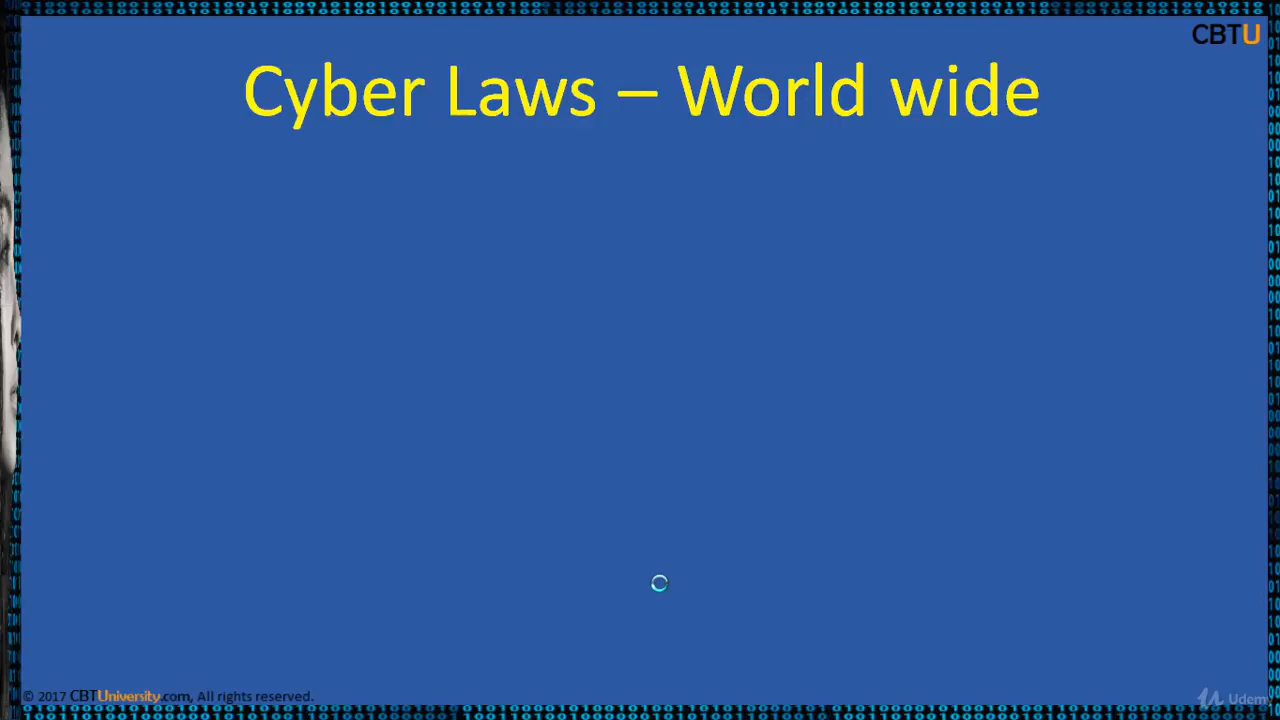 CBTU
Cyber Laws – World wide
© 2017 CBTUniversity.com, All rights reserved.
Udemy